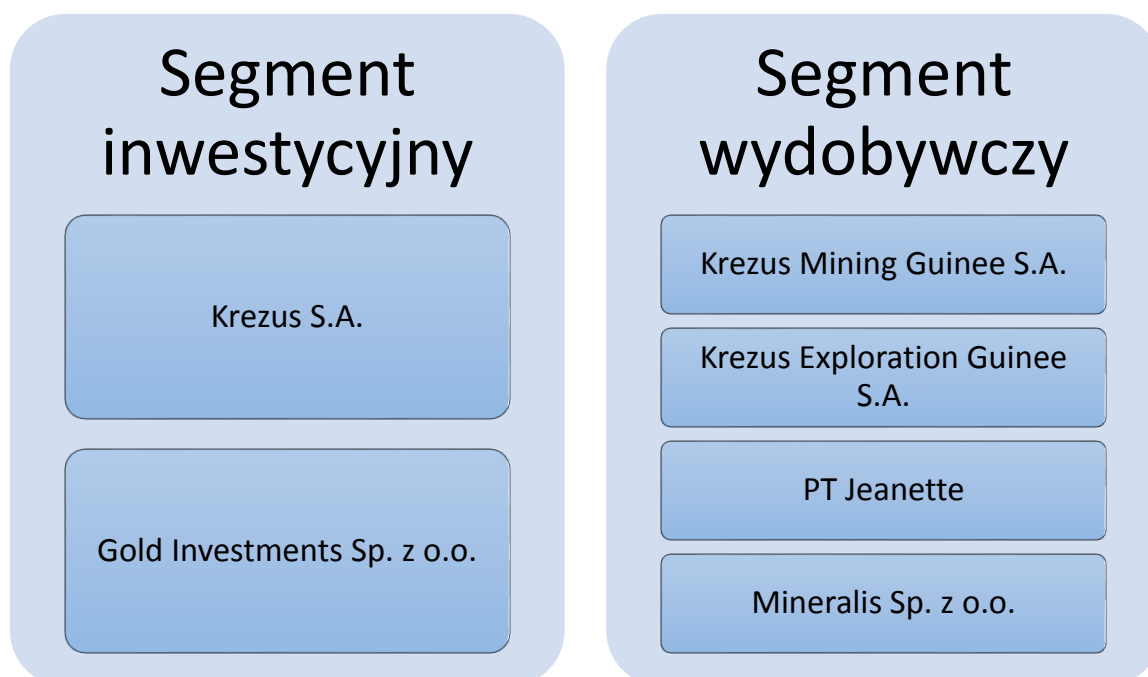 Segment
inwestycyjny
Krezus S.A.
Gold Investments Sp. z o.o.
Segment
wydobywczy
Krezus Mining Guinee S.A.
Krezus Exploration Guinee
S.A.
PT Jeanette
Mineralis Sp. z o.o.